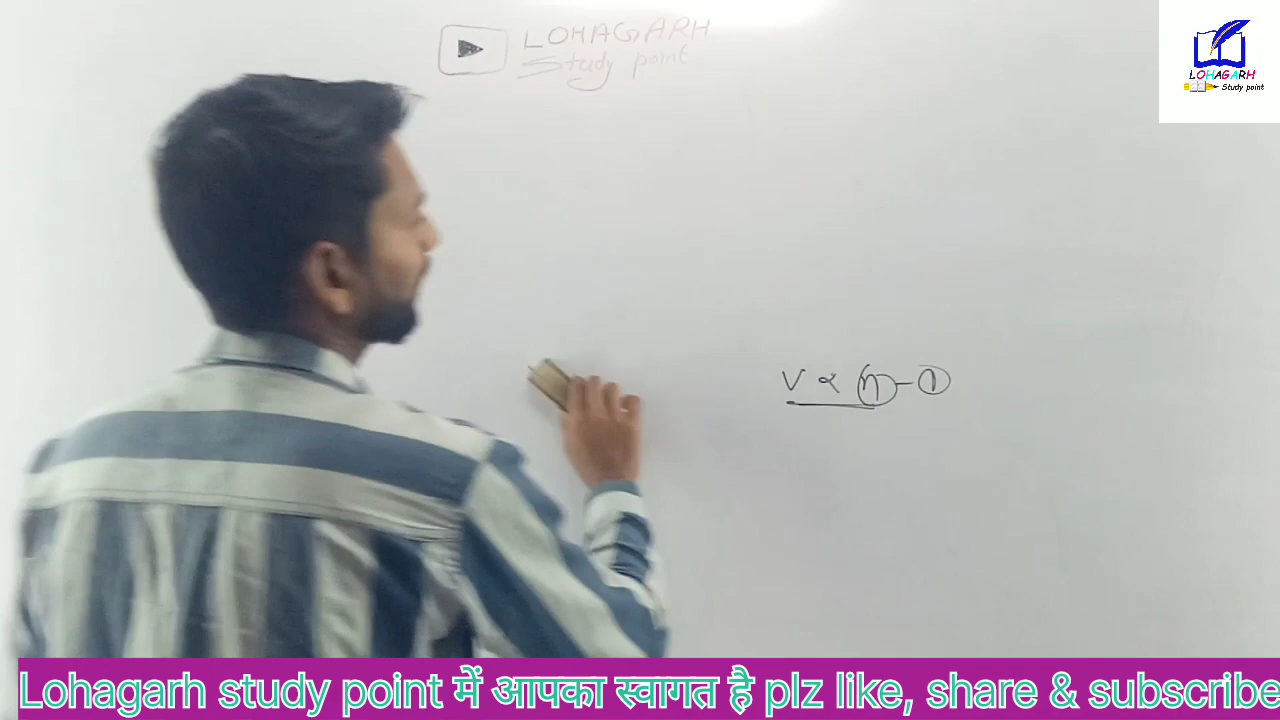 LOHAGARH
Study point
LOHAGARH
Study point
V ∝ n - 1
Lohagarh study point में आपका स्वागत है plz like, share & subscribe